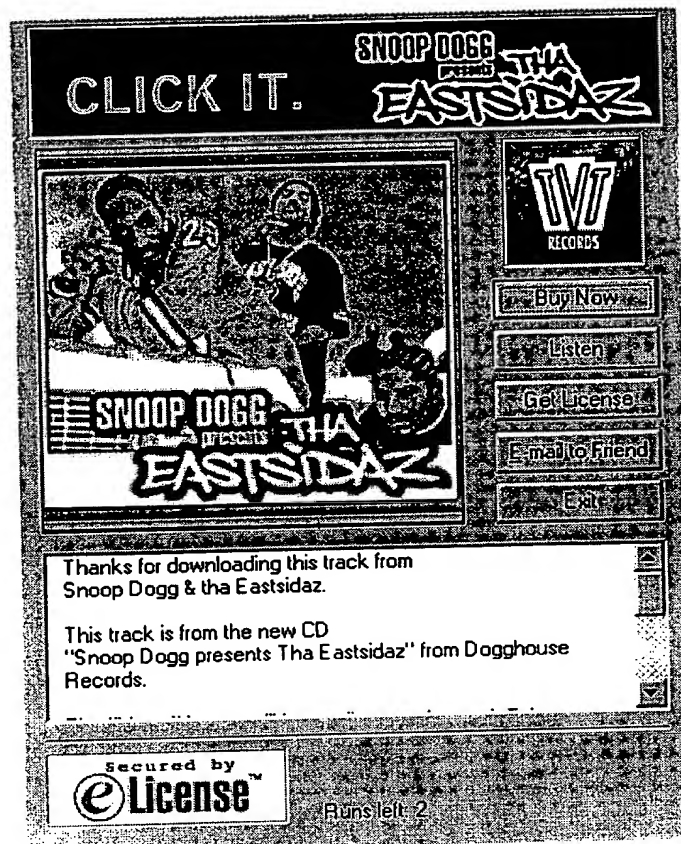 CLICK IT.
SNOOP DOGG
presents
THA
EASTSIDAZ
TVT
RECORDS
Buy Now
Listen
Get License
E-mail to Friend
Exit
SNOOP DOGG
presents THA
EASTSIDAZ
Thanks for downloading this track from
Snoop Dogg & tha Eastsidaz.
This track is from the new CD
"Snoop Dogg presents Tha Eastsidaz" from Dogghouse
Records.
Secured by
eLicense™
Runs left: 2